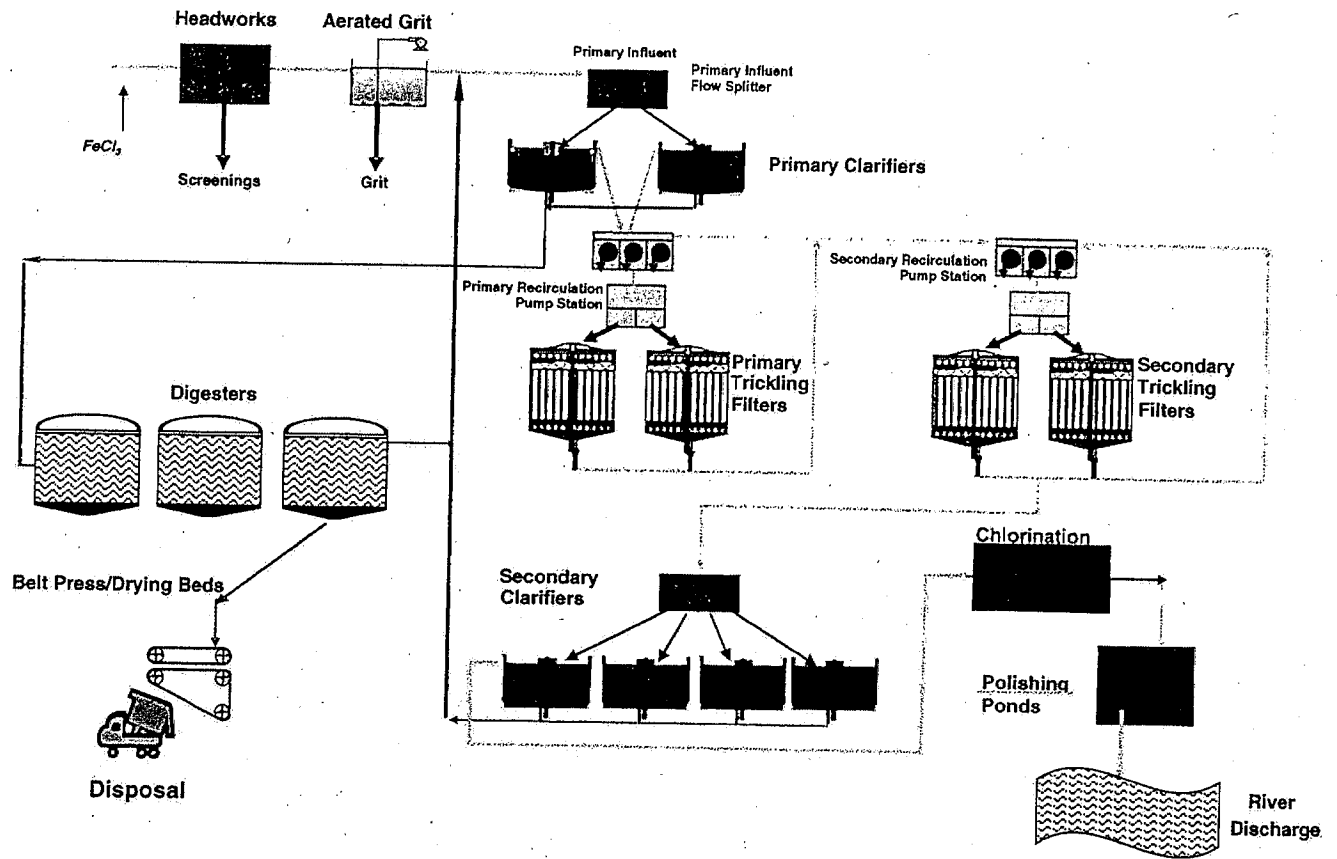 Headworks
Aerated Grit
Primary Influent
Primary Influent
Flow Splitter
FeCl3
Screenings
Grit
Primary Clarifiers
Primary Recirculation
Pump Station
Secondary Recirculation
Pump Station
Primary
Trickling
Filters
Secondary
Trickling
Filters
Digesters
Belt Press/Drying Beds
Disposal
Secondary
Clarifiers
Chlorination
Polishing
Ponds
River
Discharge